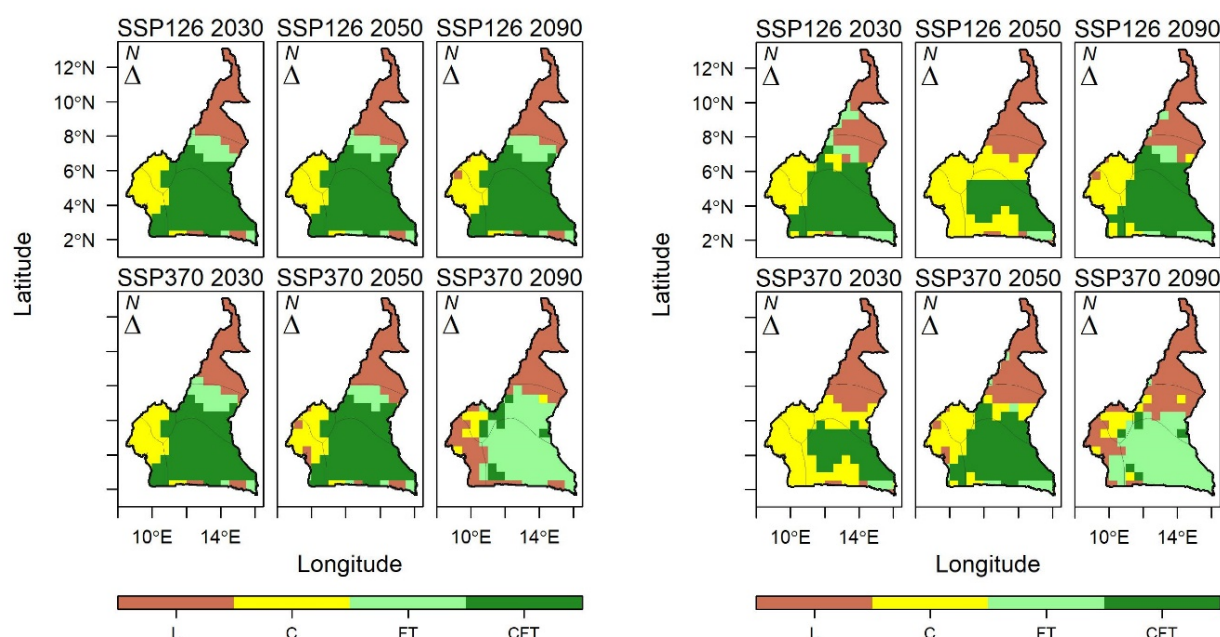 SSP126 2030 SSP126 2050 SSP126 2090
N N N
Δ Δ Δ
12°N
10°N
8°N
6°N
4°N
2°N
Latitude
SSP370 2030 SSP370 2050 SSP370 2090
N N N
Δ Δ Δ
10°E 14°E 10°E 14°E
Longitude
C FT CFT
SSP126 2030 SSP126 2050 SSP126 2090
N N N
Δ Δ Δ
12°N
10°N
8°N
6°N
4°N
2°N
Latitude
SSP370 2030 SSP370 2050 SSP370 2090
N N N
Δ Δ Δ
10°E 14°E 10°E 14°E
Longitude
C FT CFT